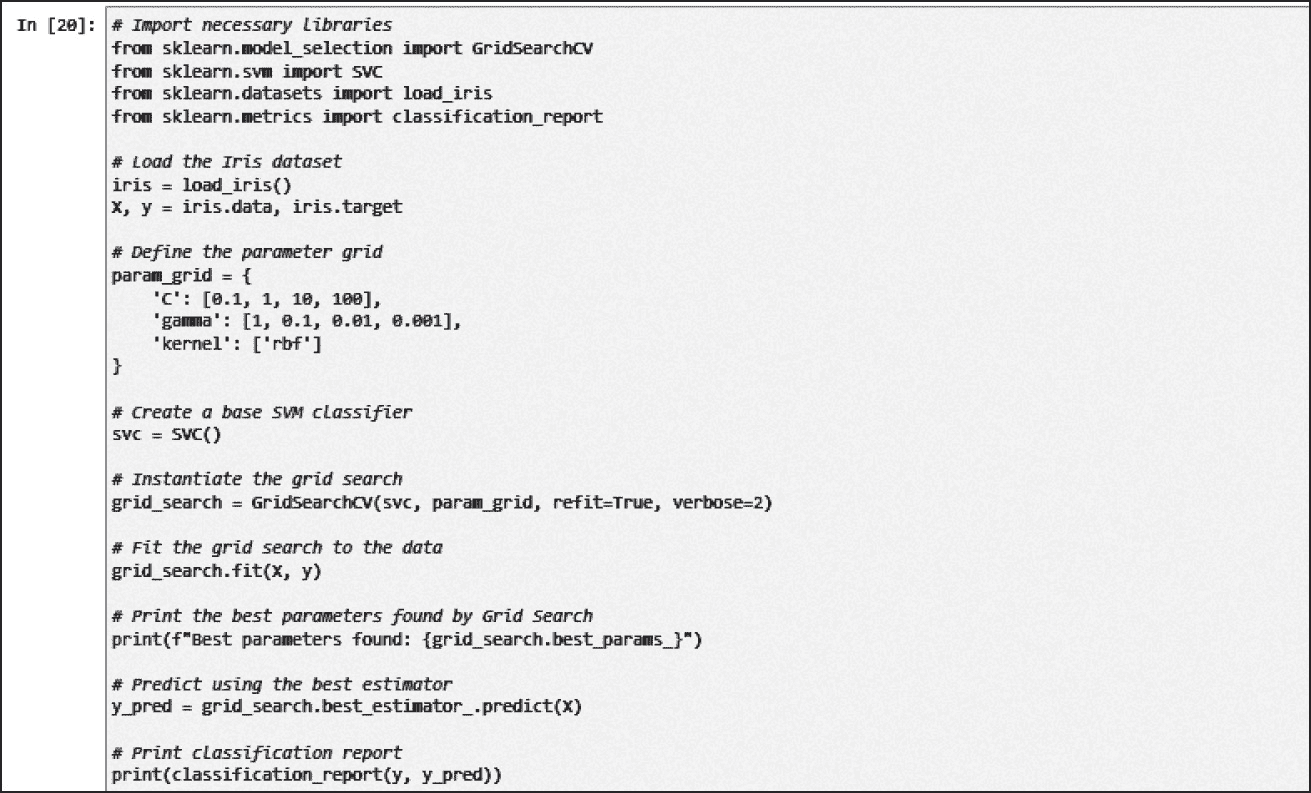 In [20]: # Import necessary libraries
from sklearn.model_selection import GridSearchCV
from sklearn.svm import SVC
from sklearn.datasets import load_iris
from sklearn.metrics import classification_report

# Load the Iris dataset
iris = load_iris()
X, y = iris.data, iris.target

# Define the parameter grid
param_grid = {
    'C': [0.1, 1, 10, 100],
    'gamma': [1, 0.1, 0.01, 0.001],
    'kernel': ['rbf']
}

# Create a base SVM classifier
svc = SVC()

# Instantiate the grid search
grid_search = GridSearchCV(svc, param_grid, refit=True, verbose=2)

# Fit the grid search to the data
grid_search.fit(X, y)

# Print the best parameters found by Grid Search
print(f"Best parameters found: {grid_search.best_params_}")

# Predict using the best estimator
y_pred = grid_search.best_estimator_.predict(X)

# Print classification report
print(classification_report(y, y_pred))